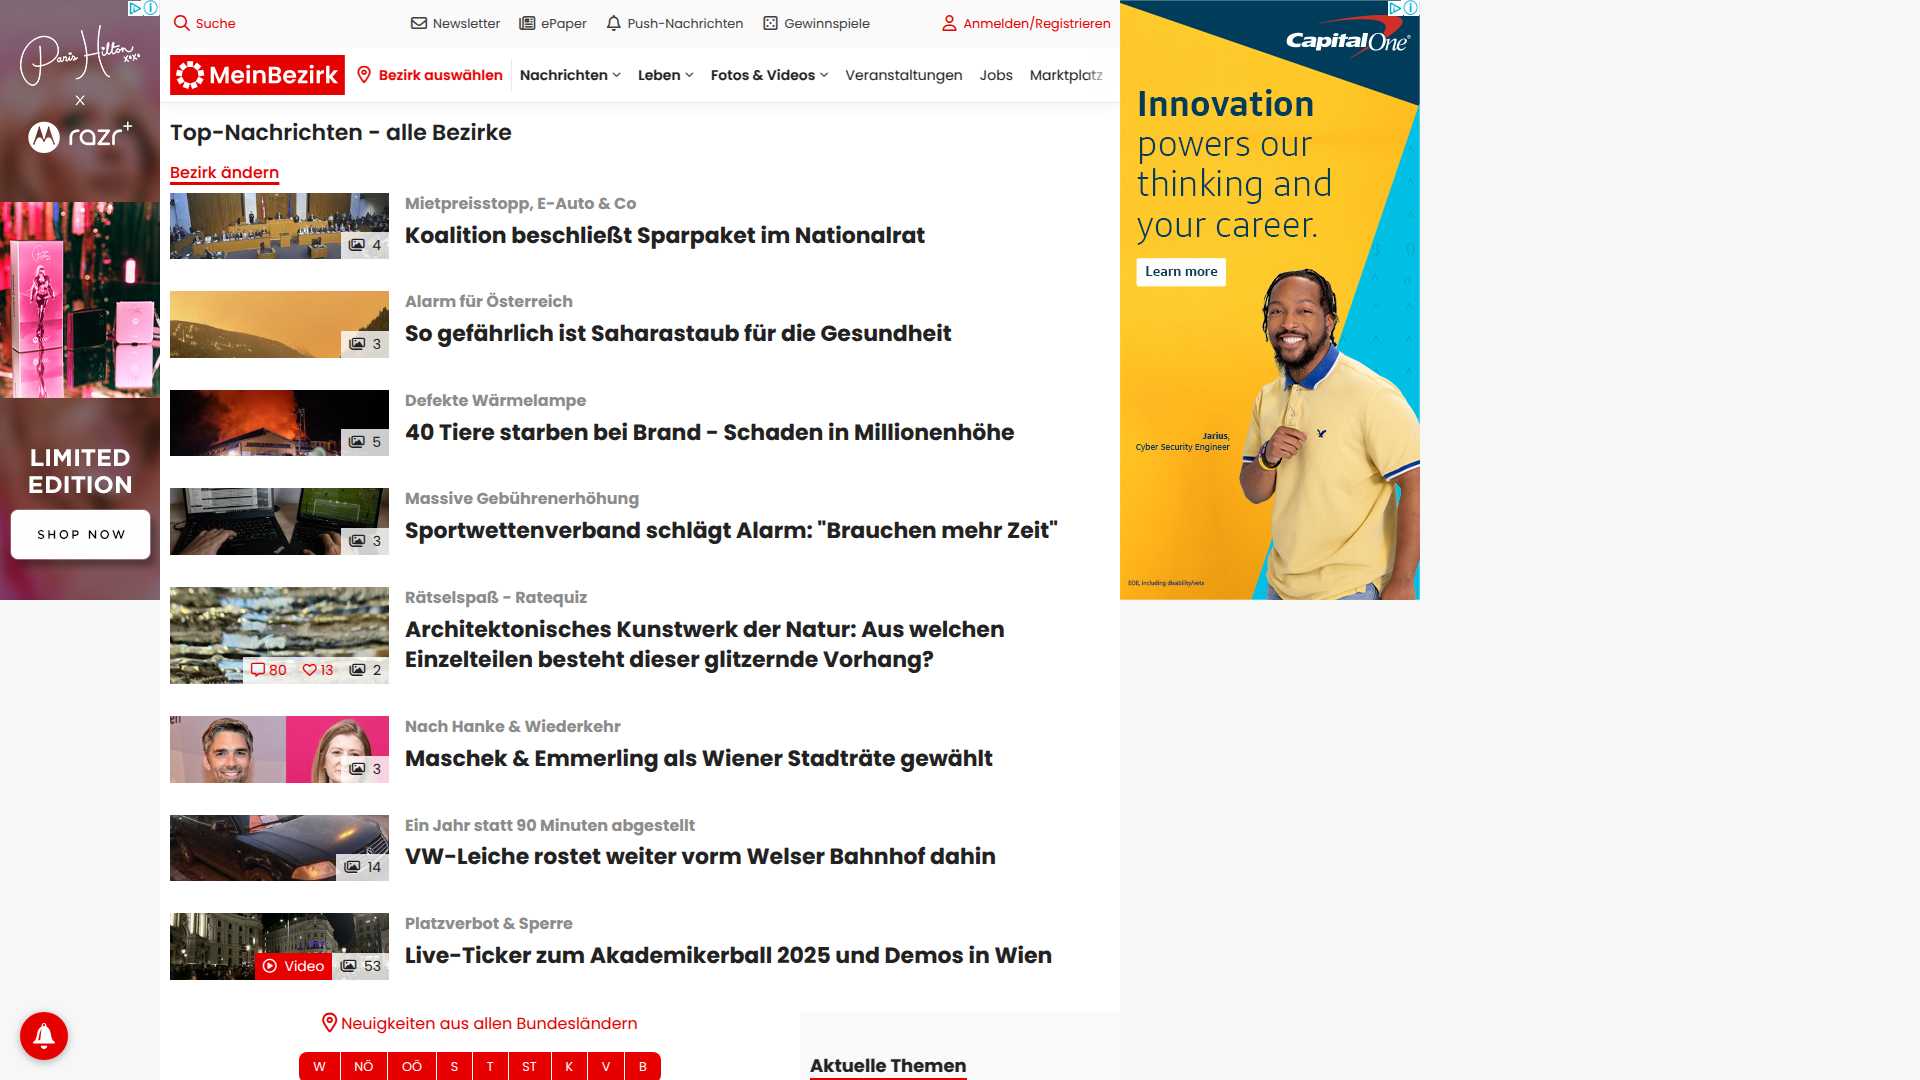 Suche
Newsletter
ePaper
Push-Nachrichten
Gewinnspiele
Anmelden/Registrieren
MeinBezirk
Bezirk auswählen
Nachrichten
Leben
Fotos & Videos
Veranstaltungen
Jobs
Marktplatz
Paris Hilton
xoxo
X
razr+
LIMITED
EDITION
SHOP NOW
Top-Nachrichten - alle Bezirke
Bezirk ändern
4
Mietpreisstopp, E-Auto & Co
Koalition beschließt Sparpaket im Nationalrat
3
Alarm für Österreich
So gefährlich ist Saharastaub für die Gesundheit
5
Defekte Wärmelampe
40 Tiere starben bei Brand - Schaden in Millionenhöhe
3
Massive Gebührenerhöhung
Sportwettenverband schlägt Alarm: "Brauchen mehr Zeit"
80 13 2
Rätselspaß - Ratequiz
Architektonisches Kunstwerk der Natur: Aus welchen
Einzelteilen besteht dieser glitzernde Vorhang?
3
Nach Hanke & Wiederkehr
Maschek & Emmerling als Wiener Stadträte gewählt
14
Ein Jahr statt 90 Minuten abgestellt
VW-Leiche rostet weiter vorm Welser Bahnhof dahin
Video 53
Platzverbot & Sperre
Live-Ticker zum Akademikerball 2025 und Demos in Wien
Neuigkeiten aus allen Bundesländern
W NÖ OÖ S T ST K V B
Aktuelle Themen
Capital One
Innovation
powers our
thinking and
your career.
Learn more
Jarius,
Cyber Security Engineer
EOE, including disability/vets